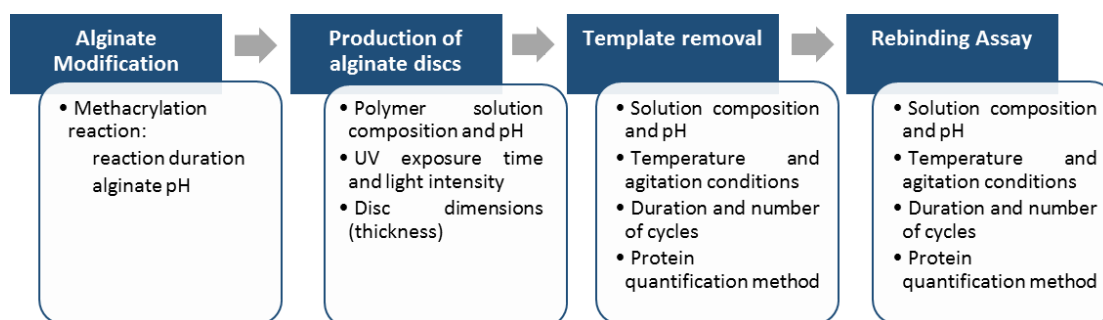 Alginate
Modification
• Methacrylation
reaction:
reaction duration
alginate pH
Production of
alginate discs
• Polymer solution
composition and pH
• UV exposure time
and light intensity
• Disc dimensions
(thickness)
Template removal
• Solution composition
and pH
• Temperature and
agitation conditions
• Duration and number
of cycles
• Protein
quantification method
Rebinding Assay
• Solution composition
and pH
• Temperature and
agitation conditions
• Duration and number
of cycles
• Protein
quantification method